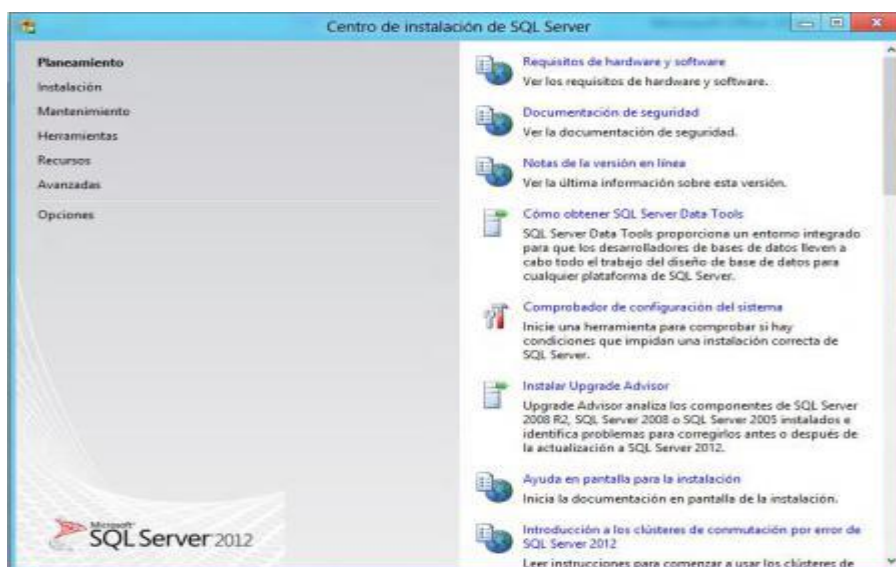 Centro de instalación de SQL Server
Planeamiento
Instalación
Mantenimiento
Herramientas
Recursos
Avanzadas
Opciones
Microsoft
SQL Server 2012
Requisitos de hardware y software
Ver los requisitos de hardware y software.
Documentación de seguridad
Ver la documentación de seguridad.
Notas de la versión en línea
Ver la última información sobre esta versión.
Cómo obtener SQL Server Data Tools
SQL Server Data Tools proporciona un entorno integrado
para que los desarrolladores de bases de datos lleven a
cabo todo el trabajo del diseño de base de datos para
cualquier plataforma de SQL Server.
Comprobador de configuración del sistema
Inicie una herramienta para comprobar si hay
condiciones que impidan una instalación correcta de
SQL Server.
Instalar Upgrade Advisor
Upgrade Advisor analiza los componentes de SQL Server
2008 R2, SQL Server 2008 o SQL Server 2005 instalados e
identifica problemas para corregirlos antes o después de
la actualización a SQL Server 2012.
Ayuda en pantalla para la instalación
Inicia la documentación en pantalla de la instalación.
Introducción a los clústeres de conmutación por error de
SQL Server 2012
Leer instrucciones para comenzar a usar los clústeres de